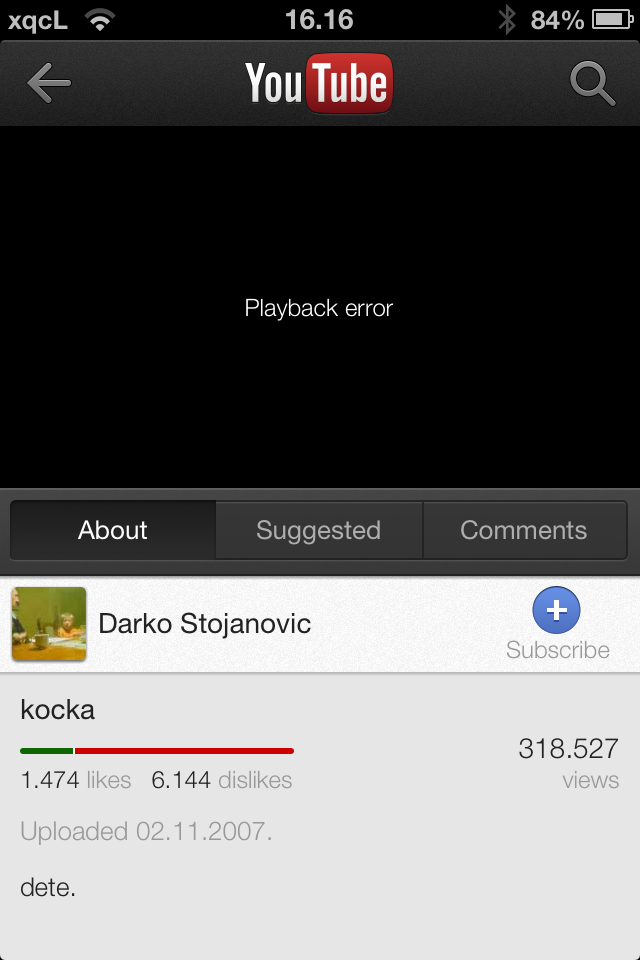 xqcL 16.16 84%
YouTube
Playback error
About Suggested Comments
Darko Stojanovic
Subscribe
kocka
318.527
1.474 likes 6.144 dislikes views
Uploaded 02.11.2007.
dete.